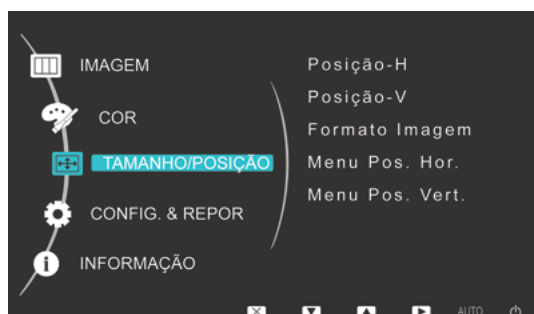 IMAGEM
COR
TAMANHO/POSIÇÃO
CONFIG. & REPOR
INFORMAÇÃO
Posição-H
Posição-V
Formato Imagem
Menu Pos. Hor.
Menu Pos. Vert.
AUTO